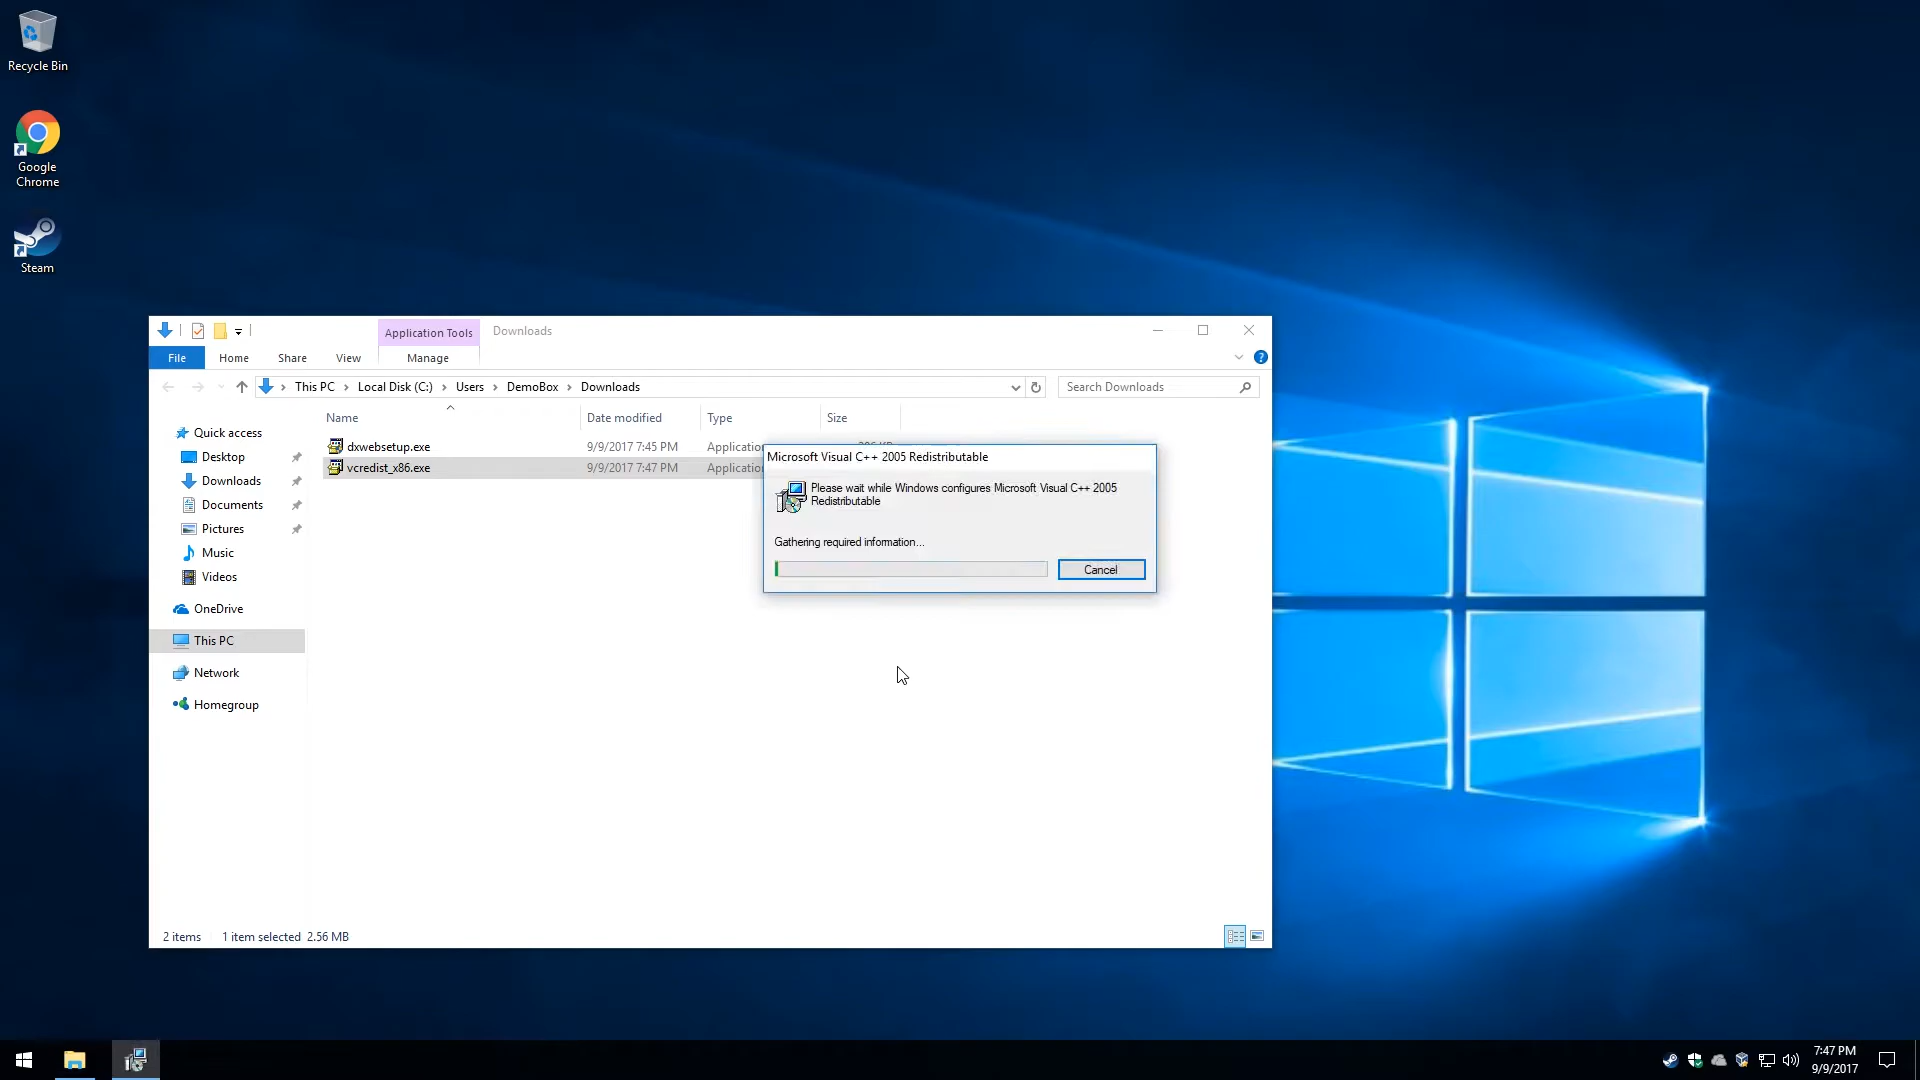 Recycle Bin
Google
Chrome
Steam
Application Tools
Downloads
File
Home
Share
View
Manage
This PC
Local Disk (C:)
Users
DemoBox
Downloads
Search Downloads
Name
Date modified
Type
Size
Quick access
Desktop
Downloads
Documents
Pictures
Music
Videos
OneDrive
This PC
Network
Homegroup
dxwebsetup.exe
9/9/2017 7:45 PM
vcredist_x86.exe
9/9/2017 7:47 PM
Microsoft Visual C++ 2005 Redistributable
Please wait while Windows configures Microsoft Visual C++ 2005
Redistributable
Gathering required information...
Cancel
2 items
1 item selected 2.56 MB
7:47 PM
9/9/2017